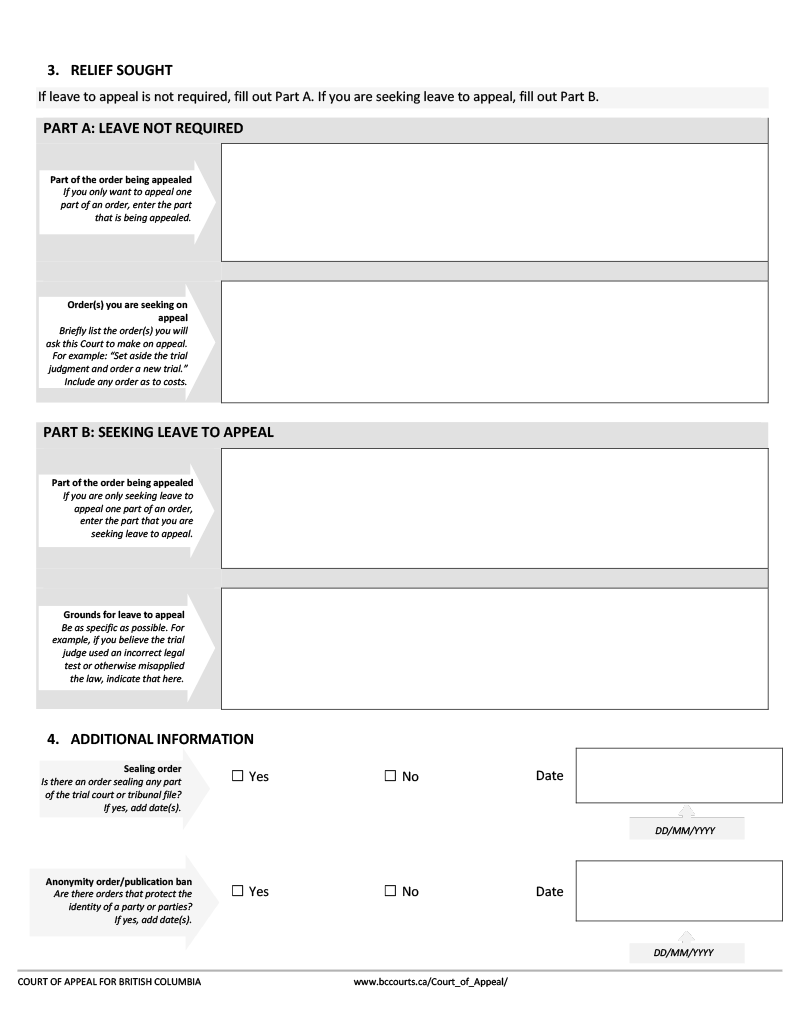 3. RELIEF SOUGHT
If leave to appeal is not required, fill out Part A. If you are seeking leave to appeal, fill out Part B.
PART A: LEAVE NOT REQUIRED
Part of the order being appealed
If you only want to appeal one
part of an order, enter the part
that is being appealed.
Order(s) you are seeking on
appeal
Briefly list the order(s) you will
ask this Court to make on appeal.
For example: “Set aside the trial
judgment and order a new trial.”
Include any order as to costs.
PART B: SEEKING LEAVE TO APPEAL
Part of the order being appealed
If you are only seeking leave to
appeal one part of an order,
enter the part that you are
seeking leave to appeal.
Grounds for leave to appeal
Be as specific as possible. For
example, if you believe the trial
judge used an incorrect legal
test or otherwise misapplied
the law, indicate that here.
4. ADDITIONAL INFORMATION
Sealing order
Is there an order sealing any part
of the trial court or tribunal file?
If yes, add date(s).
☐ Yes ☐ No Date
DD/MM/YYYY
Anonymity order/publication ban
Are there orders that protect the
identity of a party or parties?
If yes, add date(s).
☐ Yes ☐ No Date
DD/MM/YYYY
COURT OF APPEAL FOR BRITISH COLUMBIA www.bccourts.ca/Court_of_Appeal/